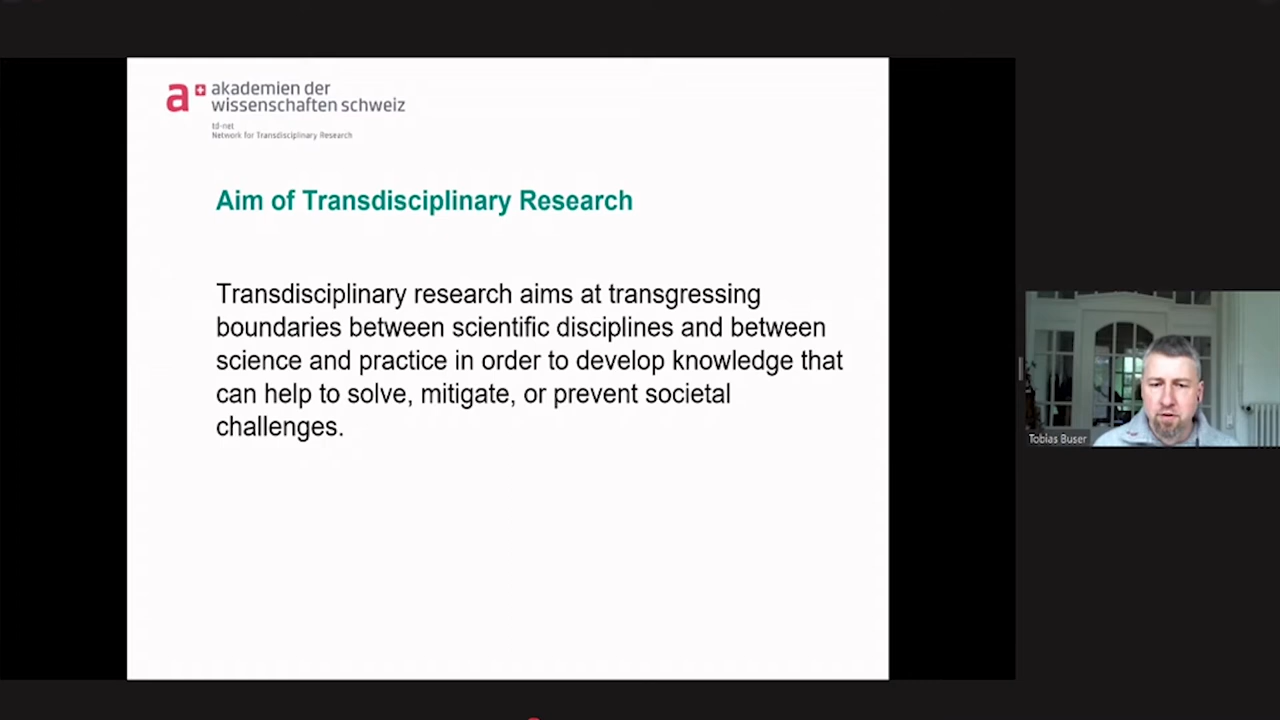 a
akademien der
wissenschaften schweiz
td-net
Network for Transdisciplinary Research
Aim of Transdisciplinary Research
Transdisciplinary research aims at transgressing
boundaries between scientific disciplines and between
science and practice in order to develop knowledge that
can help to solve, mitigate, or prevent societal
challenges.
Tobias Buser